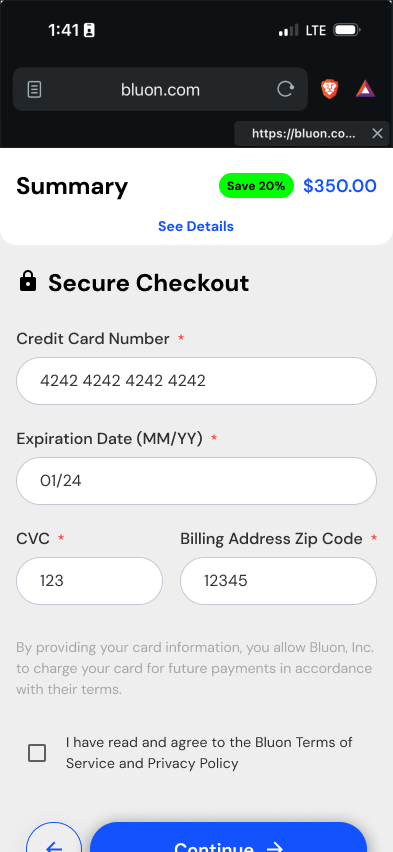 1:41
LTE
bluon.com
https://bluon.co...
Summary
Save 20%
$350.00
See Details
Secure Checkout
Credit Card Number *
4242 4242 4242 4242
Expiration Date (MM/YY) *
01/24
CVC *
Billing Address Zip Code *
123
12345
By providing your card information, you allow Bluon, Inc.
to charge your card for future payments in accordance
with their terms.
I have read and agree to the Bluon Terms of
Service and Privacy Policy
Continue